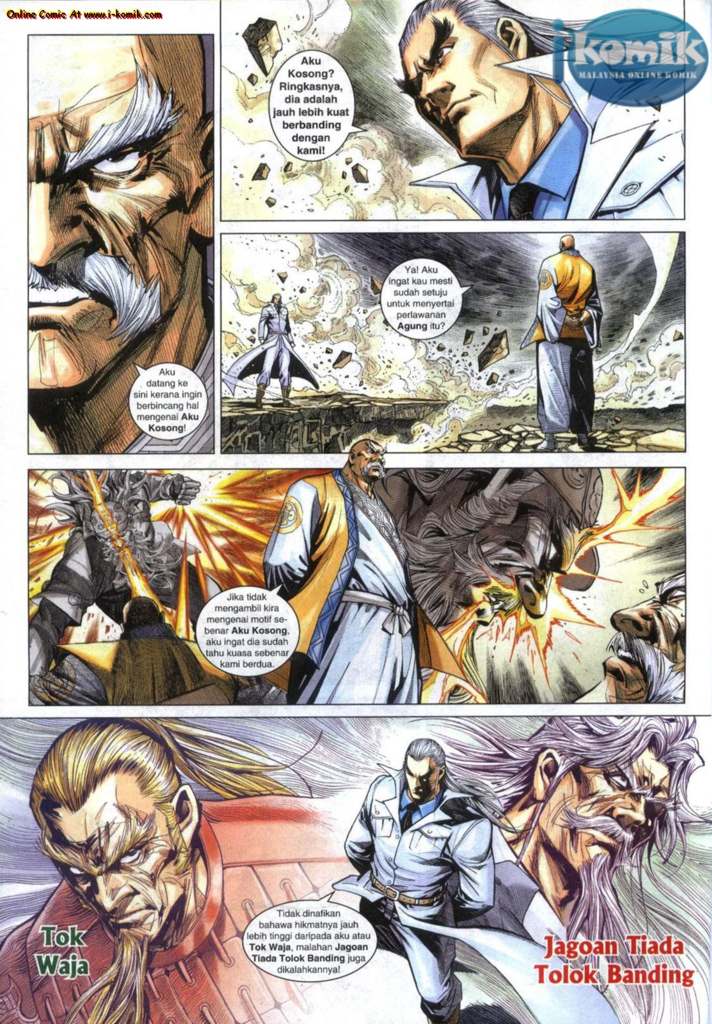 Online Comic At www.i-komik.com
ikomik
MALAYSIA ONLINE KOMIK
Aku
Kosong?
Ringkasnya,
dia adalah
jauh lebih kuat
berbanding
dengan
kami!
Aku
datang ke
sini kerana ingin
berbincang hal
mengenai Aku
Kosong!
Ya! Aku
ingat kau mesti
sudah setuju
untuk menyertai
perlawanan
Agung itu?
Jika tidak
mengambil kira
mengenai motif se-
benar Aku Kosong,
aku ingat dia sudah
tahu kuasa sebenar
kami berdua.
Tidak dinafikan
bahawa hikmatnya jauh
lebih tinggi daripada aku atau
Tok Waja, malahan Jagoan
Tiada Tolok Banding juga
dikalahkannya!
Tok
Waja
Jagoan Tiada
Tolok Banding